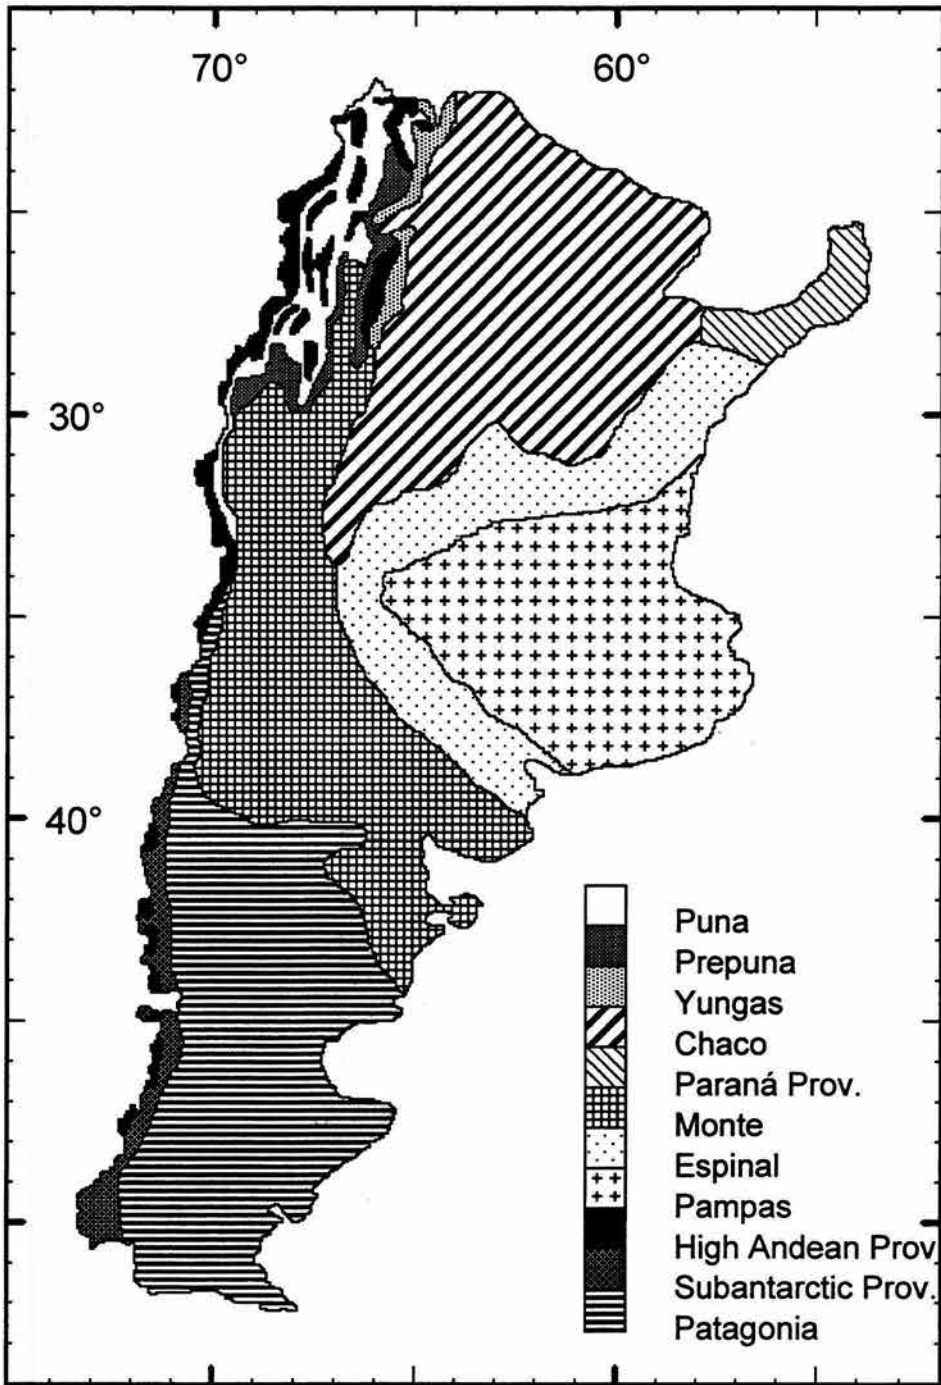 70° 60°
30°
40°
Puna
Prepuna
Yungas
Chaco
Paraná Prov.
Monte
Espinal
Pampas
High Andean Prov
Subantarctic Prov.
Patagonia